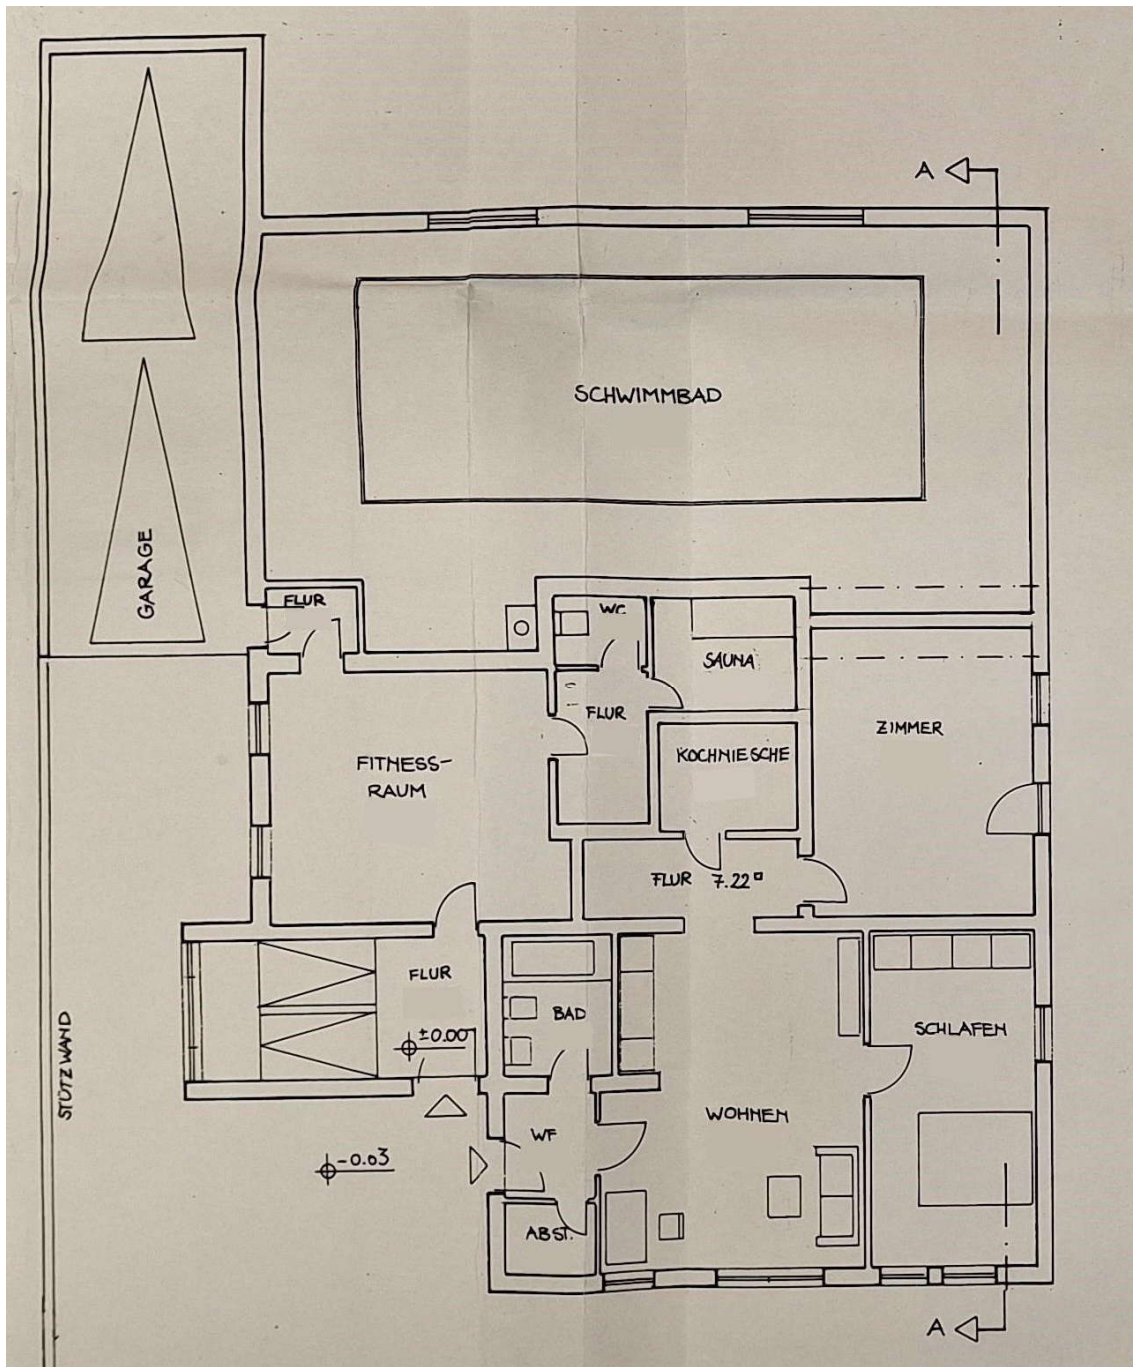 A
SCHWIMMBAD
GARAGE
FLUR
WC
SAUNA
FLUR
ZIMMER
KOCHNIESCHE
FITNESS-
RAUM
FLUR 7.22
FLUR
BAD
±0.00
SCHLAFEN
STÜTZWAND
WOHNEN
WF
-0.03
ABST.
A